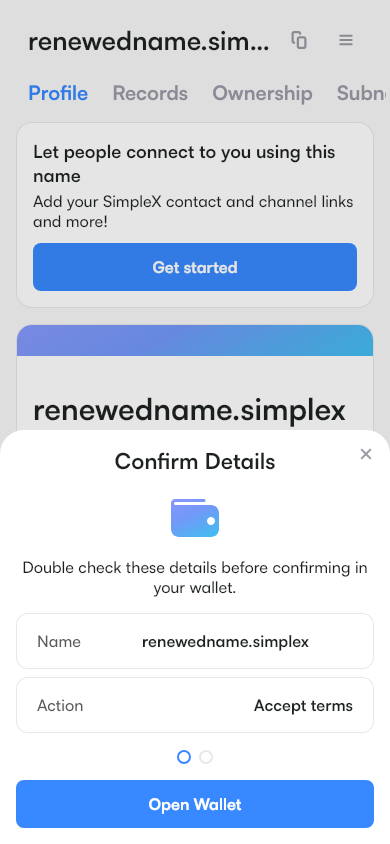 renewedname.sim...
Profile Records Ownership Subn
Let people connect to you using this
name
Add your SimpleX contact and channel links
and more!
Get started
renewedname.simplex
Confirm Details
Double check these details before confirming in
your wallet.
Name renewedname.simplex
Action Accept terms
Open Wallet